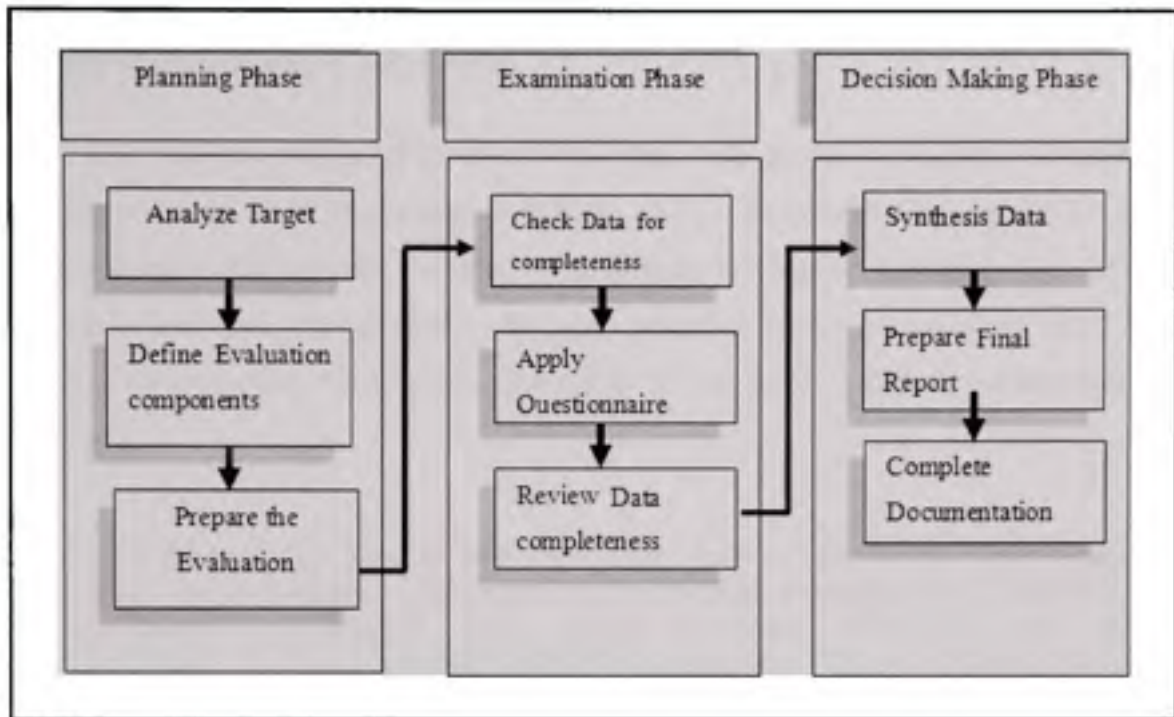 Planning Phase
Analyze Target
Define Evaluation
components
Prepare the
Evaluation
Examination Phase
Check Data for
completeness
Apply
Questionnaire
Review Data
completeness
Decision Making Phase
Synthesis Data
Prepare Final
Report
Complete
Documentation